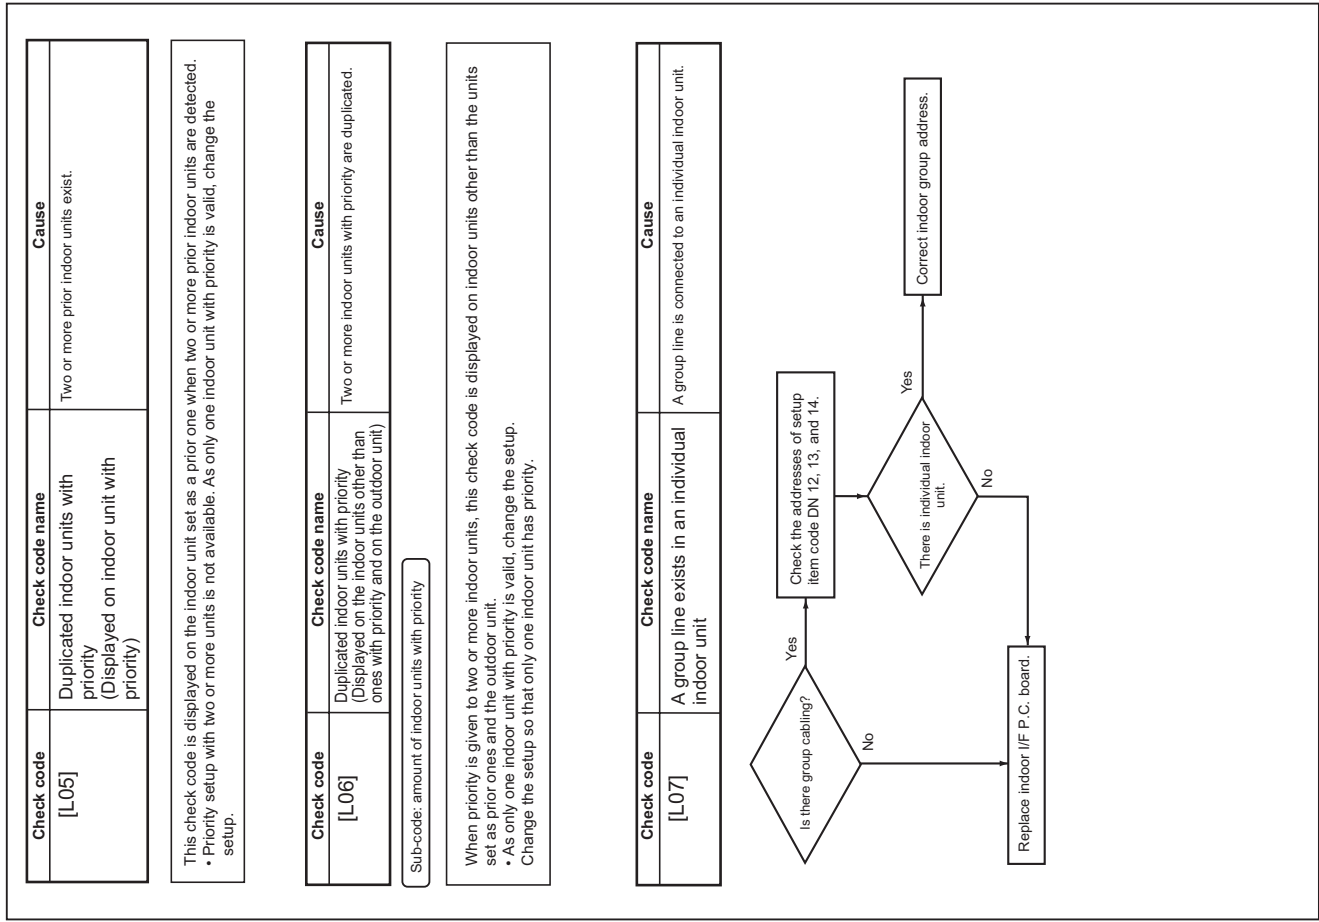 Check code
Check code name
Cause
[L05]
Duplicated indoor units with
priority
(Displayed on indoor unit with
priority)
Two or more prior indoor units exist.
This check code is displayed on the indoor unit set as a prior one when two or more prior indoor units are detected.
• Priority setup with two or more units is not available. As only one indoor unit with priority is valid, change the
setup.
Check code
Check code name
Cause
[L06]
Duplicated indoor units with priority
(Displayed on the indoor units other than
ones with priority and on the outdoor unit)
Two or more indoor units with priority are duplicated.
Sub-code: amount of indoor units with priority
When priority is given to two or more indoor units, this check code is displayed on indoor units other than the units
set as prior ones and the outdoor unit.
• As only one indoor unit with priority is valid, change the setup.
Change the setup so that only one indoor unit has priority.
Check code
Check code name
Cause
[L07]
A group line exists in an individual
indoor unit
A group line is connected to an individual indoor unit.
Is there group cabling?
Yes
No
Check the addresses of setup
item code DN 12, 13, and 14.
There is individual indoor
unit.
Yes
No
Correct indoor group address.
Replace indoor I/F P.C. board.